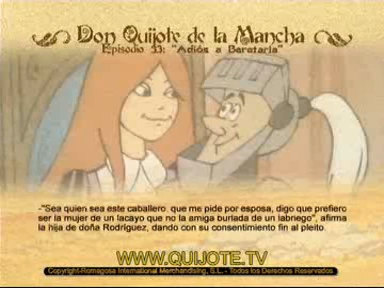 Don Quijote de la Mancha
Episodio 33: "Adiós a Barataria"
-"Sea quien sea este caballero, que me pide por esposa, digo que prefiero
ser la mujer de un lacayo que no la amiga burlada de un labriego", afirma
la hija de doña Rodríguez, dando con su consentimiento fin al pleito.
WWW.QUIJOTE.TV
Copyright-Romagosa International Merchandising, S.L. - Todos los Derechos Reservados